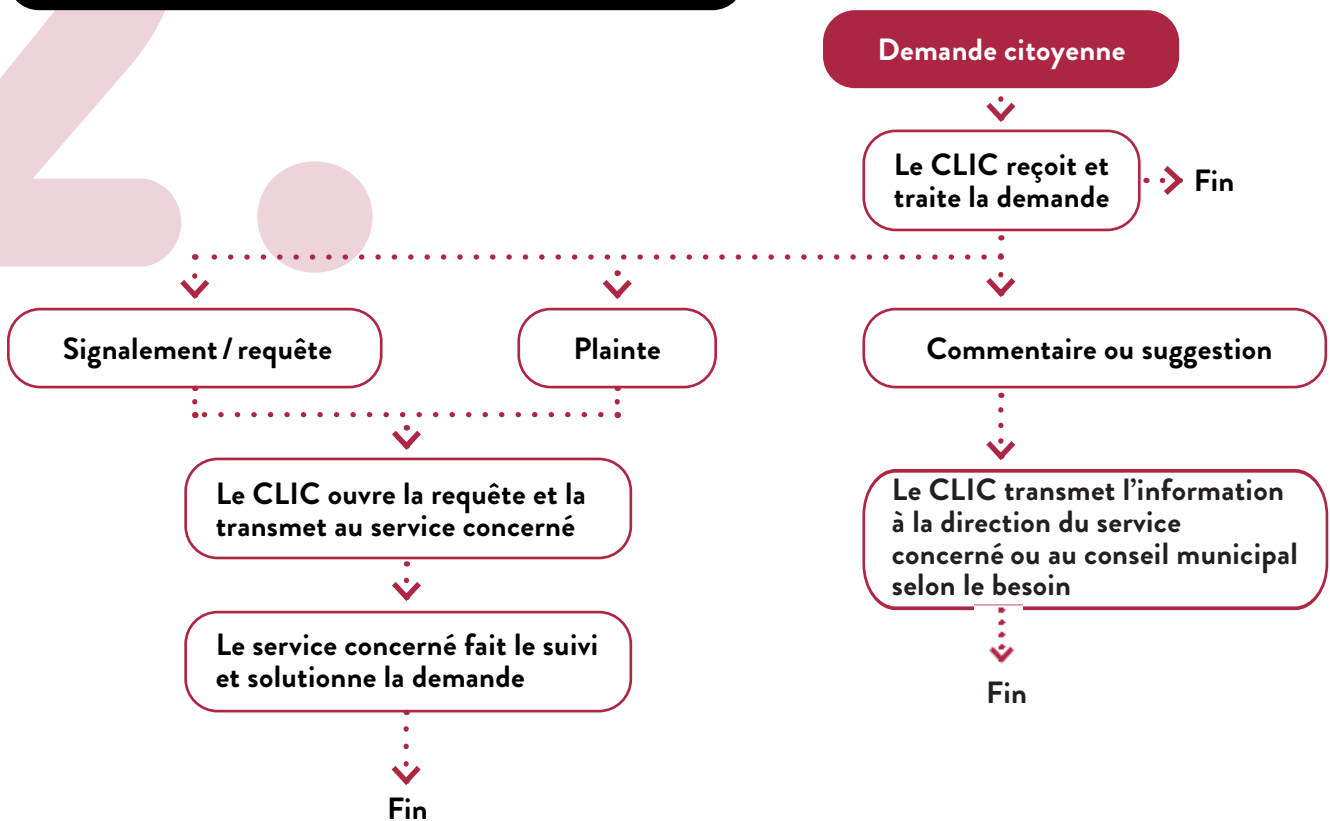 2.
Demande citoyenne
Le CLIC reçoit et
traite la demande
Fin
Signalement / requête
Plainte
Commentaire ou suggestion
Le CLIC ouvre la requête et la
transmet au service concerné
Le CLIC transmet l’information
à la direction du service
concerné ou au conseil municipal
selon le besoin
Le service concerné fait le suivi
et solutionne la demande
Fin
Fin